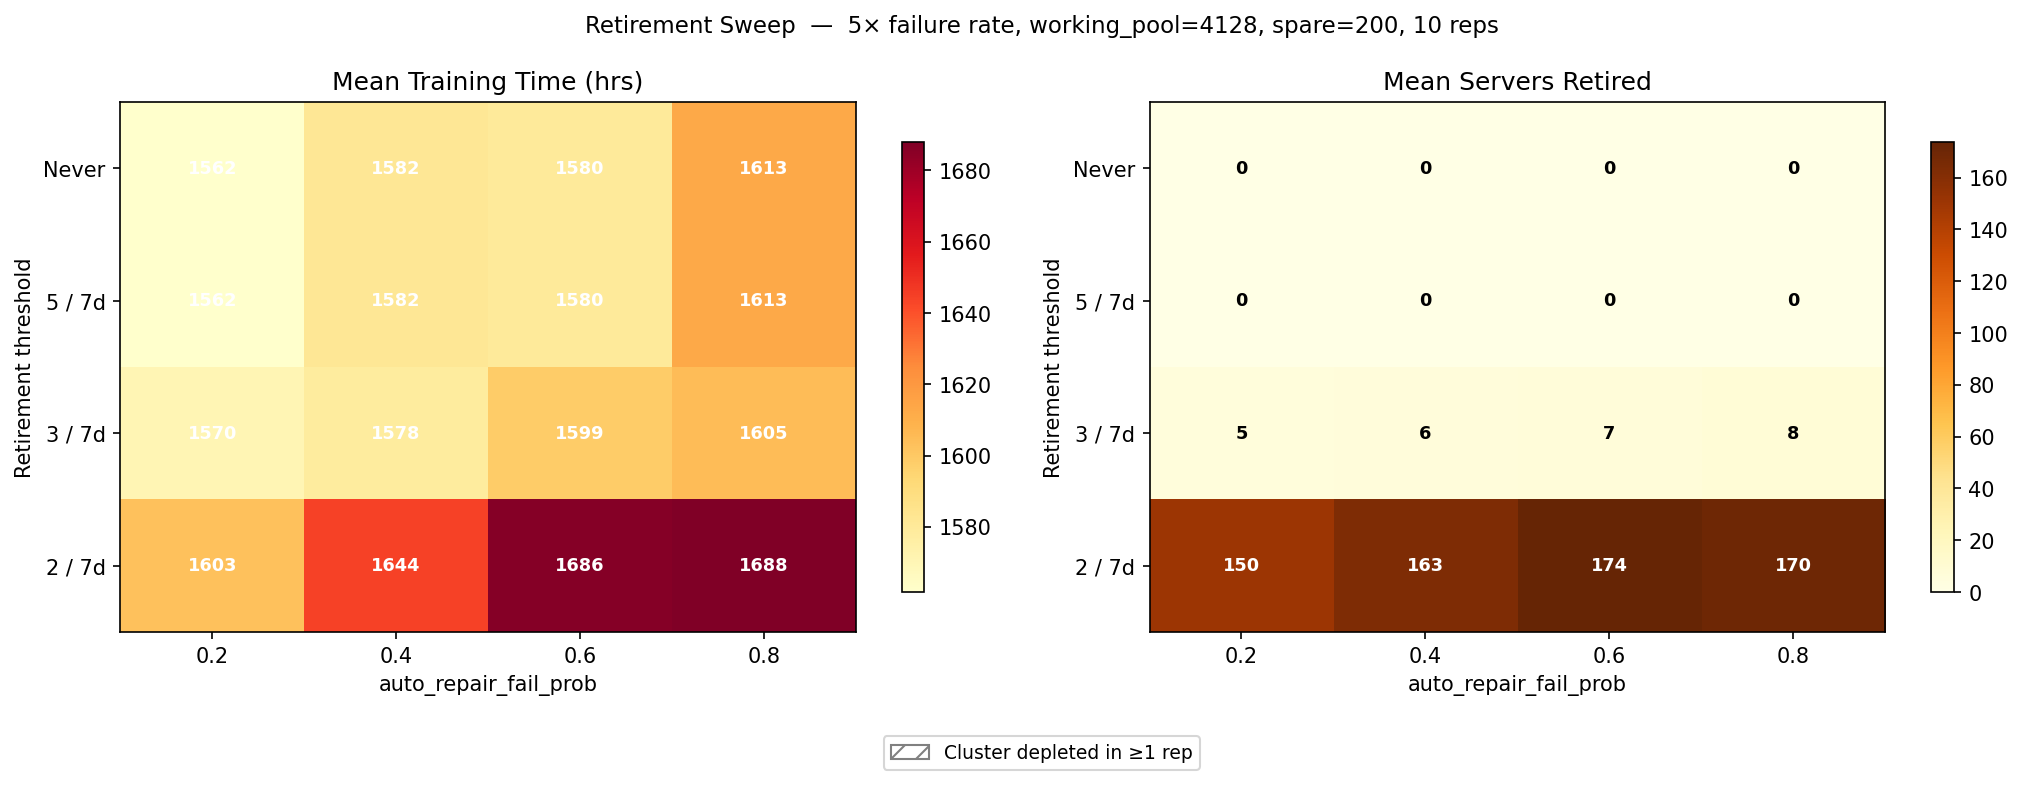 Retirement Sweep — 5× failure rate, working_pool=4128, spare=200, 10 reps
Mean Training Time (hrs)
Retirement threshold
Never
5 / 7d
3 / 7d
2 / 7d
1562 1582 1580 1613
1562 1582 1580 1613
1570 1578 1599 1605
1603 1644 1686 1688
0.2 0.4 0.6 0.8
auto_repair_fail_prob
1680
1660
1640
1620
1600
1580
Mean Servers Retired
Retirement threshold
Never
5 / 7d
3 / 7d
2 / 7d
0 0 0 0
0 0 0 0
5 6 7 8
150 163 174 170
0.2 0.4 0.6 0.8
auto_repair_fail_prob
160
140
120
100
80
60
40
20
0
Cluster depleted in ≥1 rep